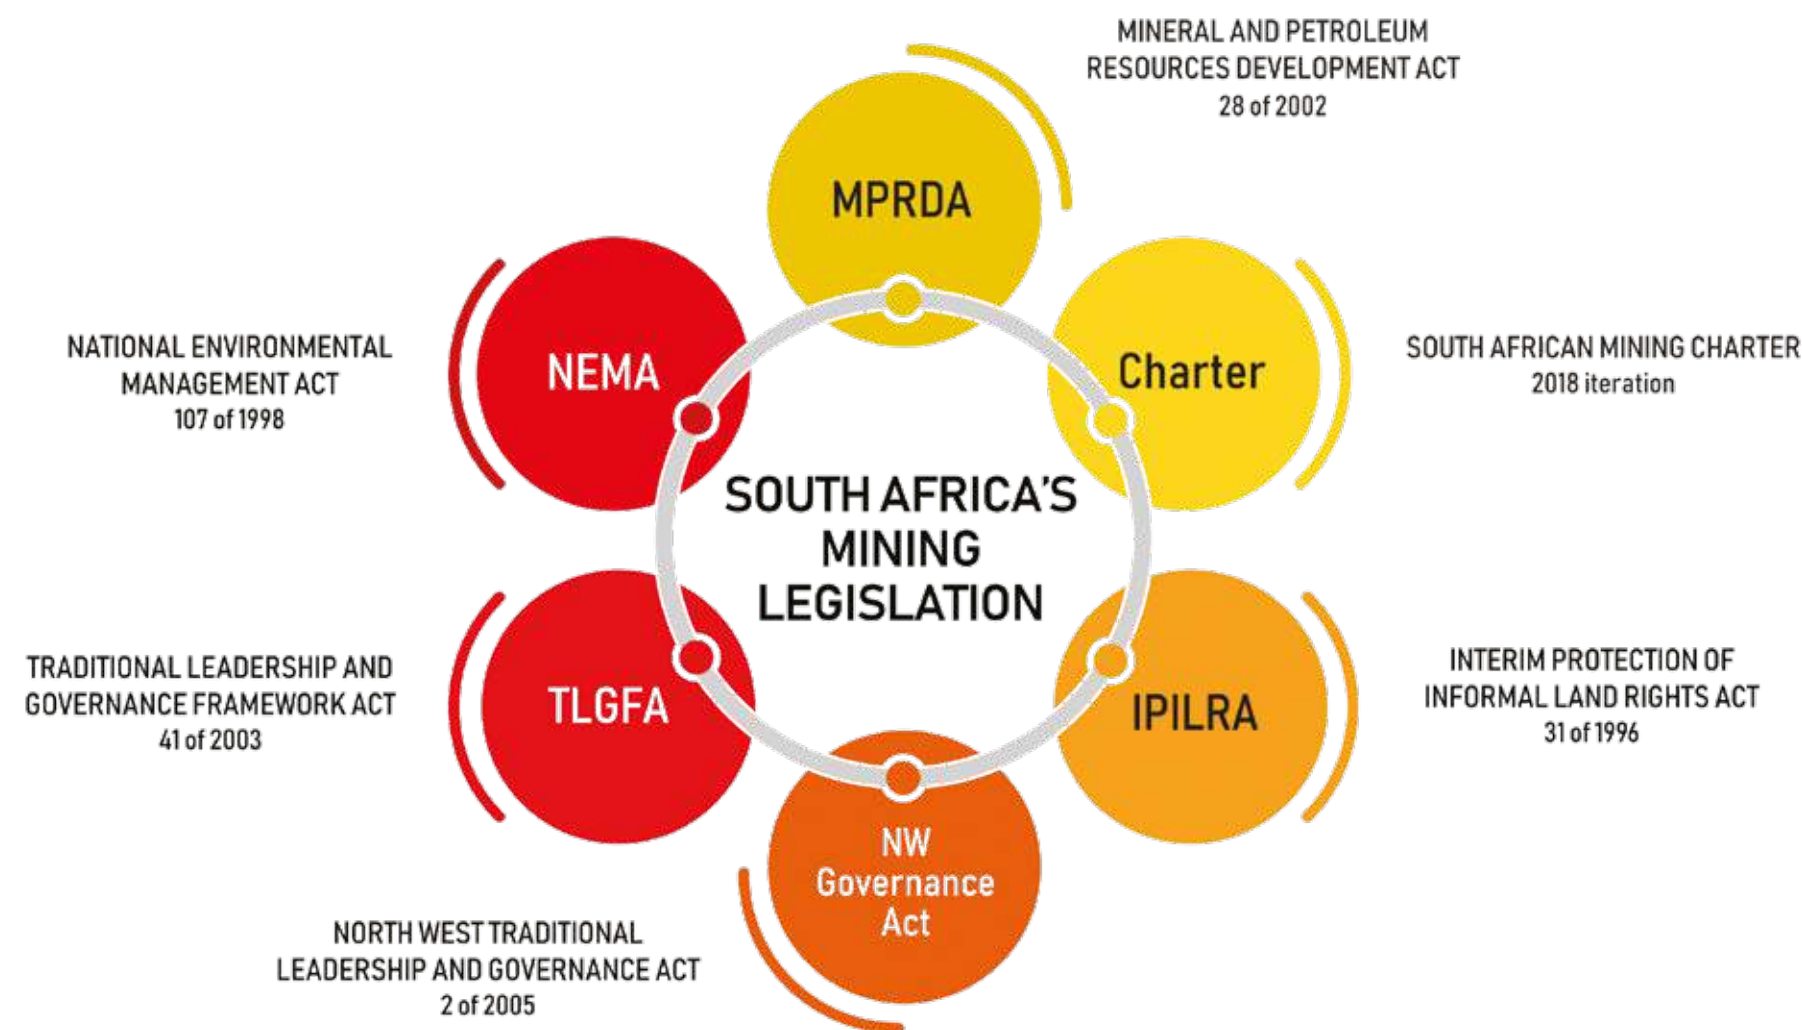 MINERAL AND PETROLEUM
RESOURCES DEVELOPMENT ACT
28 of 2002
MPRDA
NATIONAL ENVIRONMENTAL
MANAGEMENT ACT
107 of 1998
NEMA
Charter
SOUTH AFRICAN MINING CHARTER
2018 iteration
SOUTH AFRICA'S
MINING
LEGISLATION
TRADITIONAL LEADERSHIP AND
GOVERNANCE FRAMEWORK ACT
41 of 2003
TLGFA
IPILRA
INTERIM PROTECTION OF
INFORMAL LAND RIGHTS ACT
31 of 1996
NW
Governance
Act
NORTH WEST TRADITIONAL
LEADERSHIP AND GOVERNANCE ACT
2 of 2005